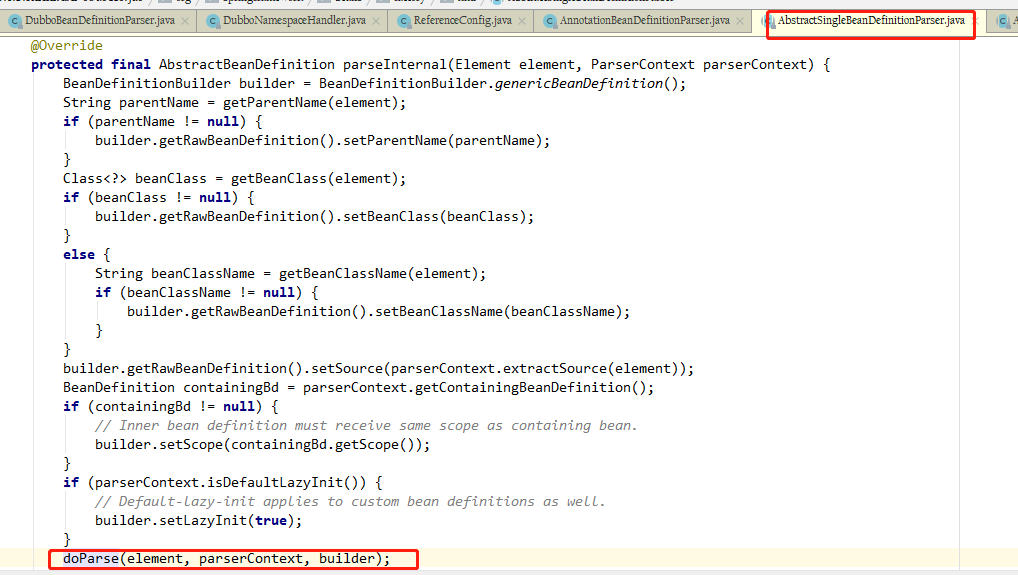 DubboBeanDefinitionParser.java DubboNamespaceHandler.java ReferenceConfig.java AnnotationBeanDefinitionParser.java AbstractSingleBeanDefinitionParser.java
@Override
protected final AbstractBeanDefinition parseInternal(Element element, ParserContext parserContext) {
BeanDefinitionBuilder builder = BeanDefinitionBuilder.genericBeanDefinition();
String parentName = getParentName(element);
if (parentName != null) {
builder.getRawBeanDefinition().setParentName(parentName);
}
Class<?> beanClass = getBeanClass(element);
if (beanClass != null) {
builder.getRawBeanDefinition().setBeanClass(beanClass);
}
else {
String beanClassName = getBeanClassName(element);
if (beanClassName != null) {
builder.getRawBeanDefinition().setBeanClassName(beanClassName);
}
}
builder.getRawBeanDefinition().setSource(parserContext.extractSource(element));
BeanDefinition containingBd = parserContext.getContainingBeanDefinition();
if (containingBd != null) {
// Inner bean definition must receive same scope as containing bean.
builder.setScope(containingBd.getScope());
}
if (parserContext.isDefaultLazyInit()) {
// Default-lazy-init applies to custom bean definitions as well.
builder.setLazyInit(true);
}
doParse(element, parserContext, builder);